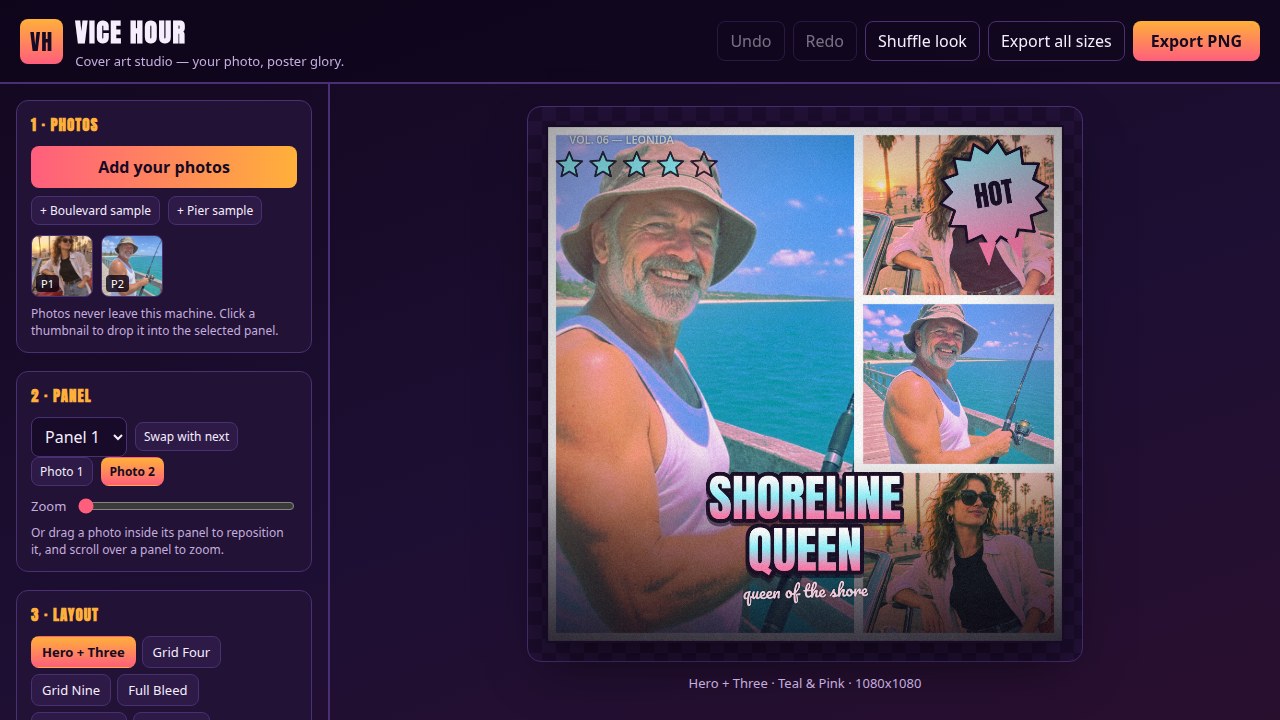 VH
VICE HOUR
Cover art studio — your photo, poster glory.
Undo
Redo
Shuffle look
Export all sizes
Export PNG
1 · PHOTOS
Add your photos
+ Boulevard sample
+ Pier sample
P1
P2
Photos never leave this machine. Click a
thumbnail to drop it into the selected panel.
2 · PANEL
Panel 1
Swap with next
Photo 1
Photo 2
Zoom
Or drag a photo inside its panel to reposition
it, and scroll over a panel to zoom.
3 · LAYOUT
Hero + Three
Grid Four
Grid Nine
Full Bleed
VOL. 06 — LEONIDA
HOT
SHORELINE
QUEEN
queen of the shore
Hero + Three · Teal & Pink · 1080x1080